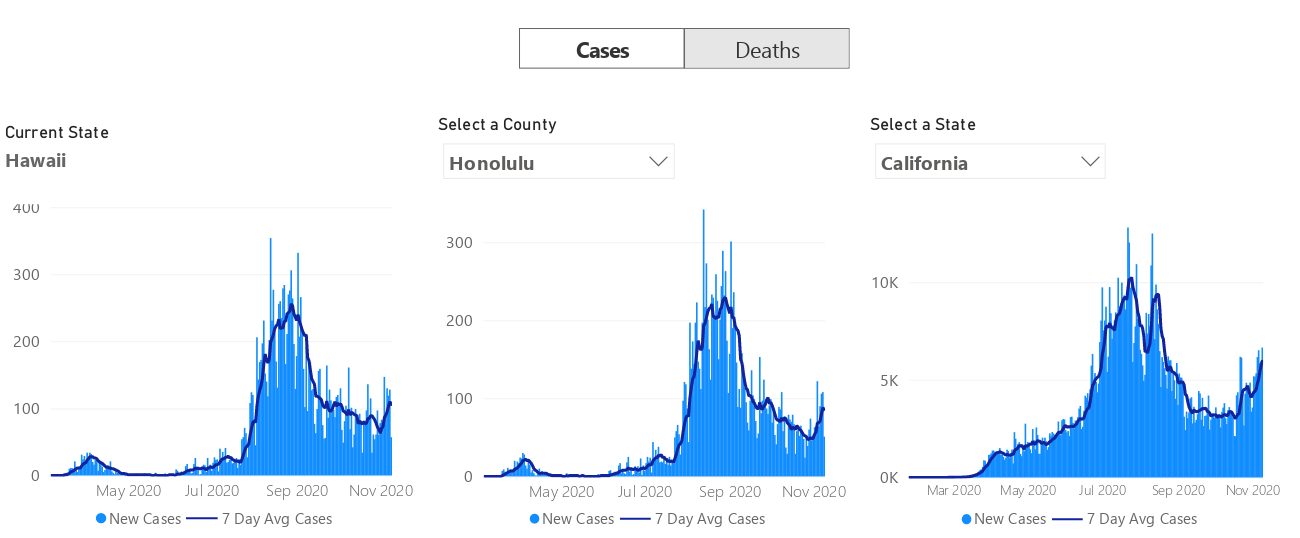 Cases
Deaths
Current State
Hawaii
400
300
200
100
0
May 2020
Jul 2020
Sep 2020
Nov 2020
New Cases
7 Day Avg Cases
Select a County
Honolulu
300
200
100
0
May 2020
Jul 2020
Sep 2020
Nov 2020
New Cases
7 Day Avg Cases
Select a State
California
10K
5K
0K
Mar 2020
May 2020
Jul 2020
Sep 2020
Nov 2020
New Cases
7 Day Avg Cases